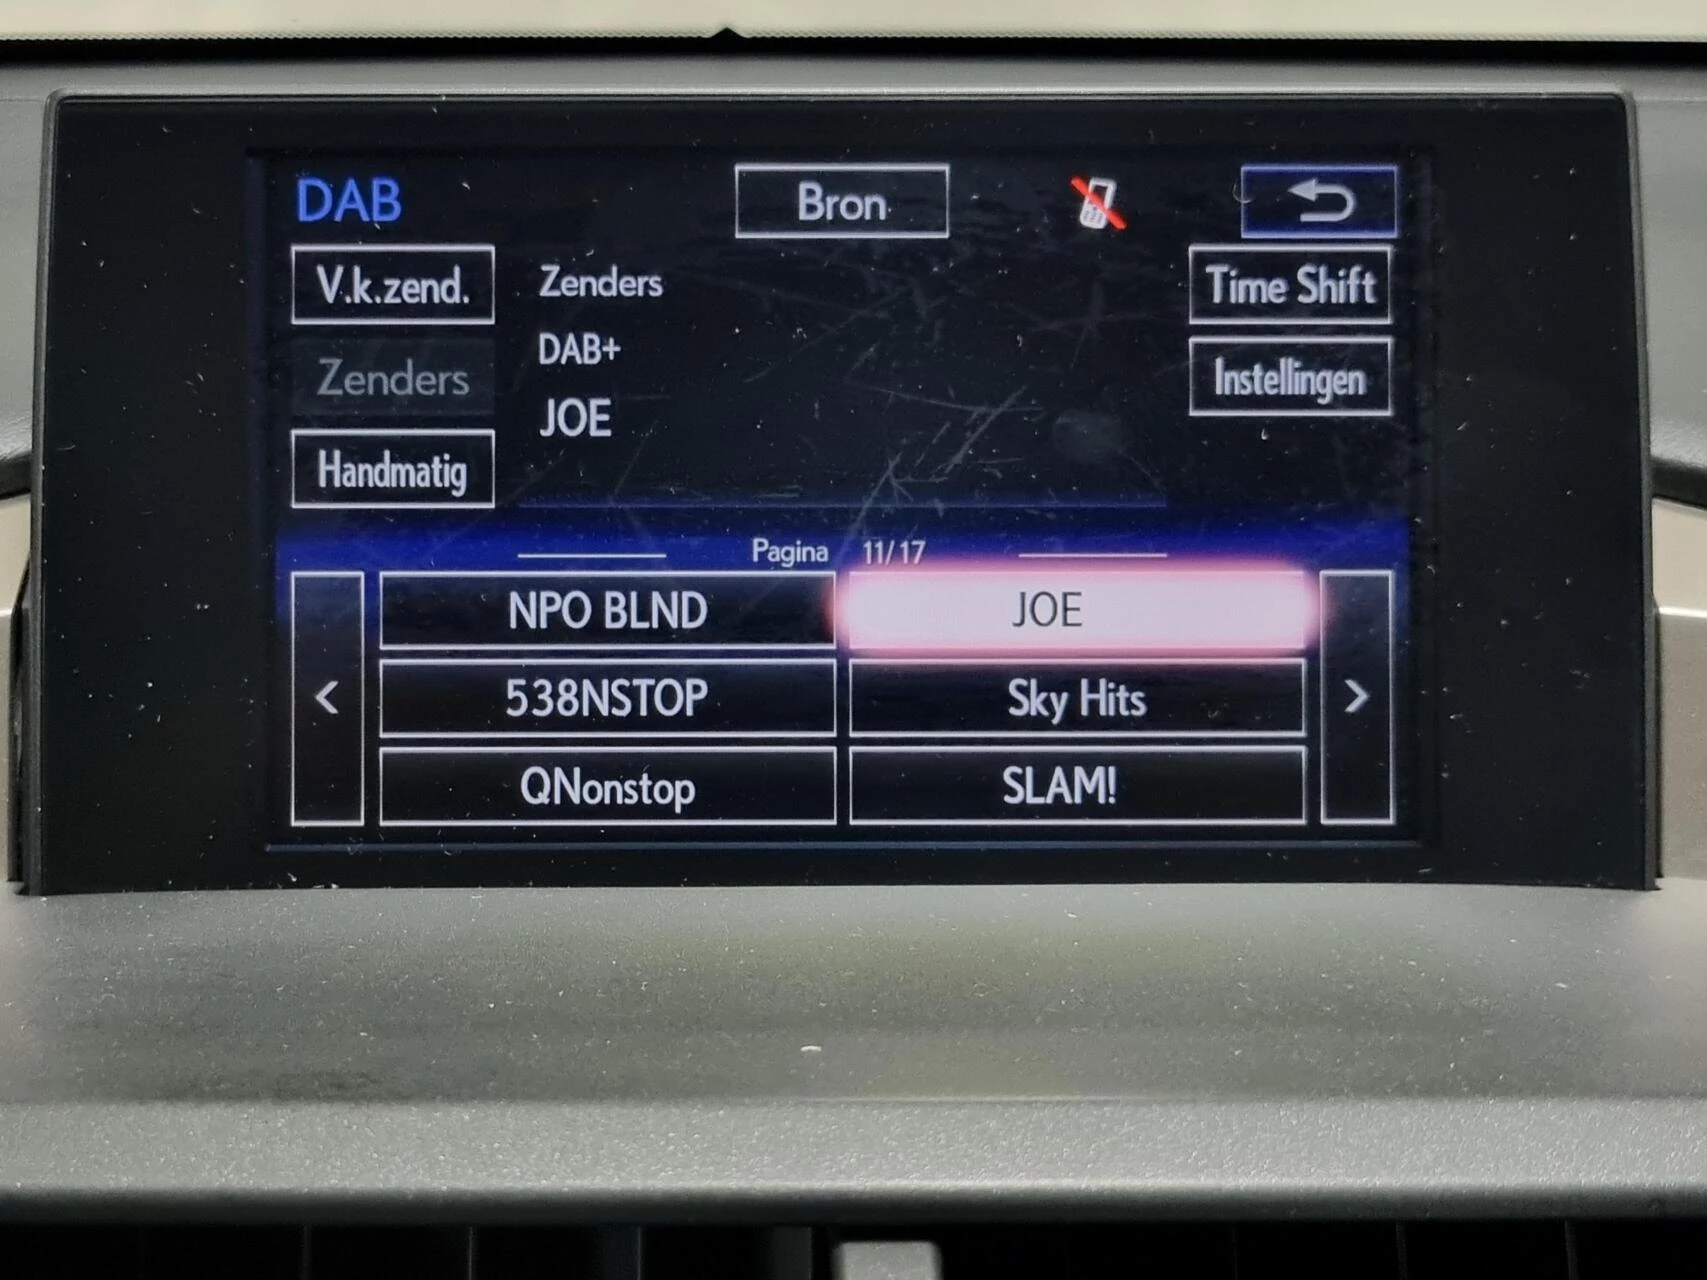 DAB
Bron
V.k.zend.
Zenders
Time Shift
DAB+
Zenders
Instellingen
JOE
Handmatig
Pagina 11/17
NPO BLND
JOE
<
538NSTOP
Sky Hits
>
QNonstop
SLAM!